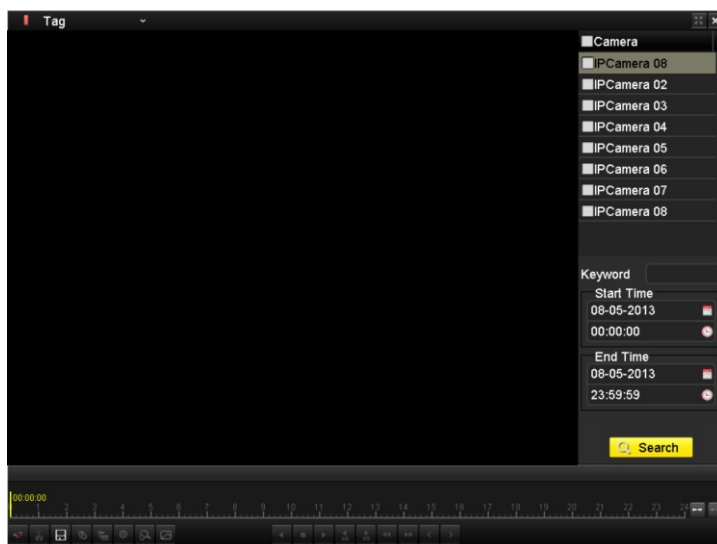 Tag
Camera
IPCamera 08
IPCamera 02
IPCamera 03
IPCamera 04
IPCamera 05
IPCamera 06
IPCamera 07
IPCamera 08
Keyword
Start Time
08-05-2013
00:00:00
End Time
08-05-2013
23:59:59
Search
00:00:00
1 2 3 4 5 6 7 8 9 10 11 12 13 14 15 16 17 18 19 20 21 22 23 24